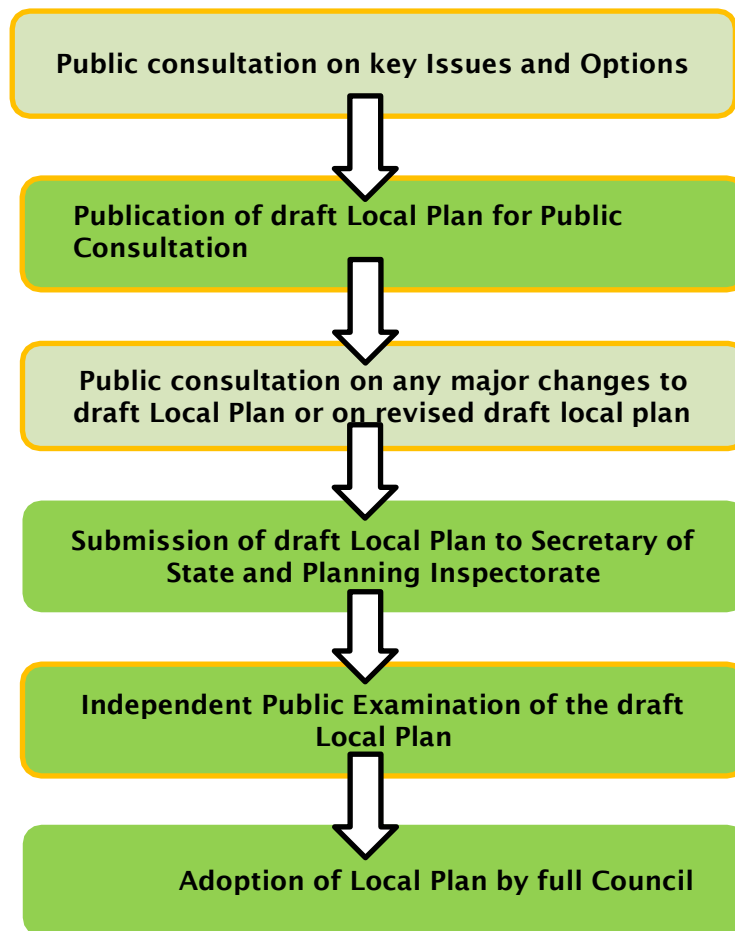 Public consultation on key Issues and Options
Publication of draft Local Plan for Public
Consultation
Public consultation on any major changes to
draft Local Plan or on revised draft local plan
Submission of draft Local Plan to Secretary of
State and Planning Inspectorate
Independent Public Examination of the draft
Local Plan
Adoption of Local Plan by full Council